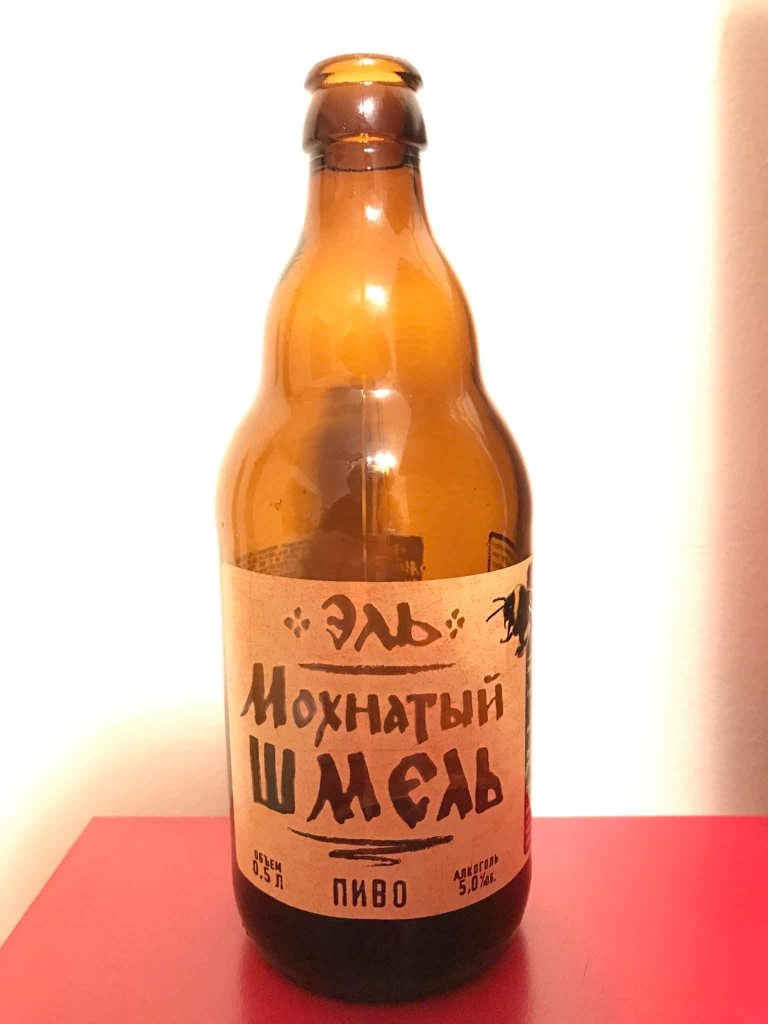 Эль
Мохнатый
Шмель
ОБЪЕМ
0,5 Л
ПИВО
АЛКОГОЛЬ
5,0%ОБ.